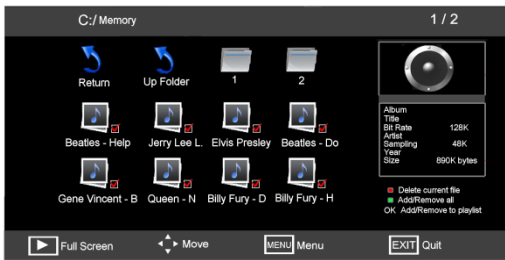 C:/ Memory 1 / 2
Return Up Folder 1 2
Beatles - Help Jerry Lee L. Elvis Presley Beatles - Do
Gene Vincent - B Queen - N Billy Fury - D Billy Fury - H
Album
Title
Bit Rate 128K
Artist
Sampling 48K
Year
Size 890K bytes
Delete current file
Add/Remove all
OK Add/Remove to playlist
Full Screen Move MENU Menu EXIT Quit